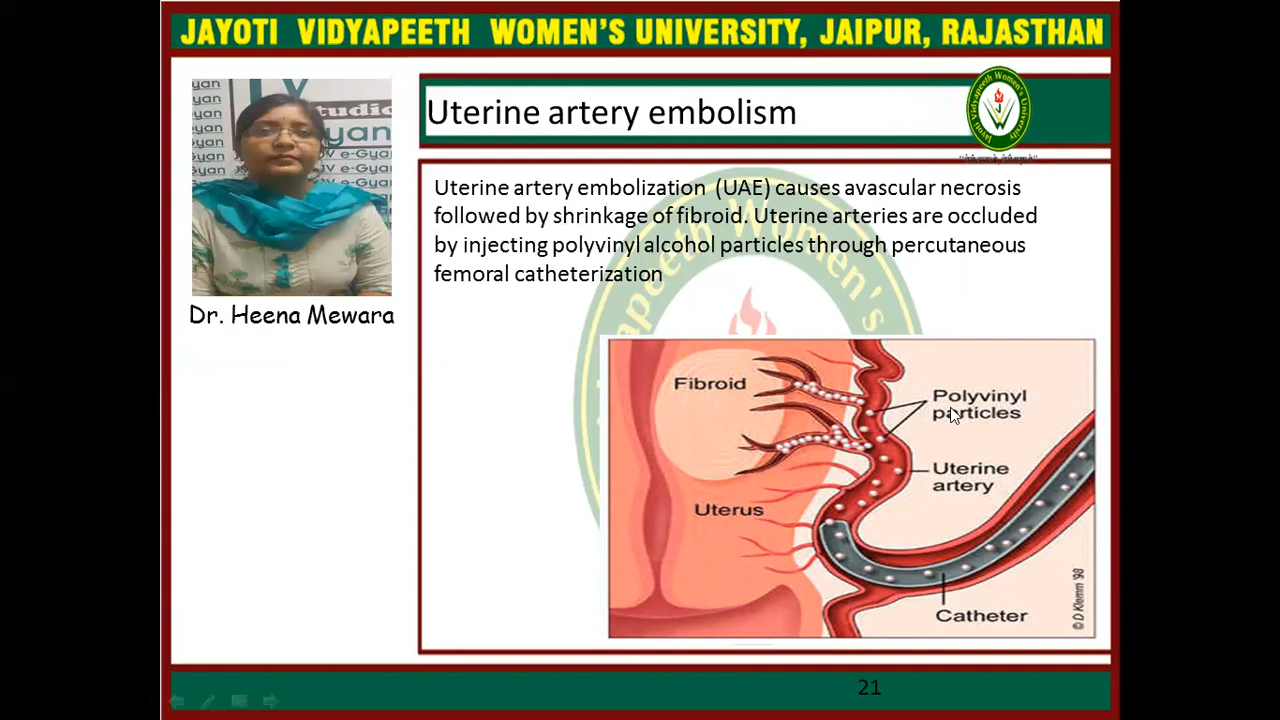 JAYOTI VIDYAPEETH WOMEN'S UNIVERSITY, JAIPUR, RAJASTHAN
Uterine artery embolism
Dr. Heena Mewara
Uterine artery embolization (UAE) causes avascular necrosis
followed by shrinkage of fibroid. Uterine arteries are occluded
by injecting polyvinyl alcohol particles through percutaneous
femoral catheterization
Fibroid
Polyvinyl
particles
Uterine
artery
Uterus
Catheter
© D Klemm '98
21